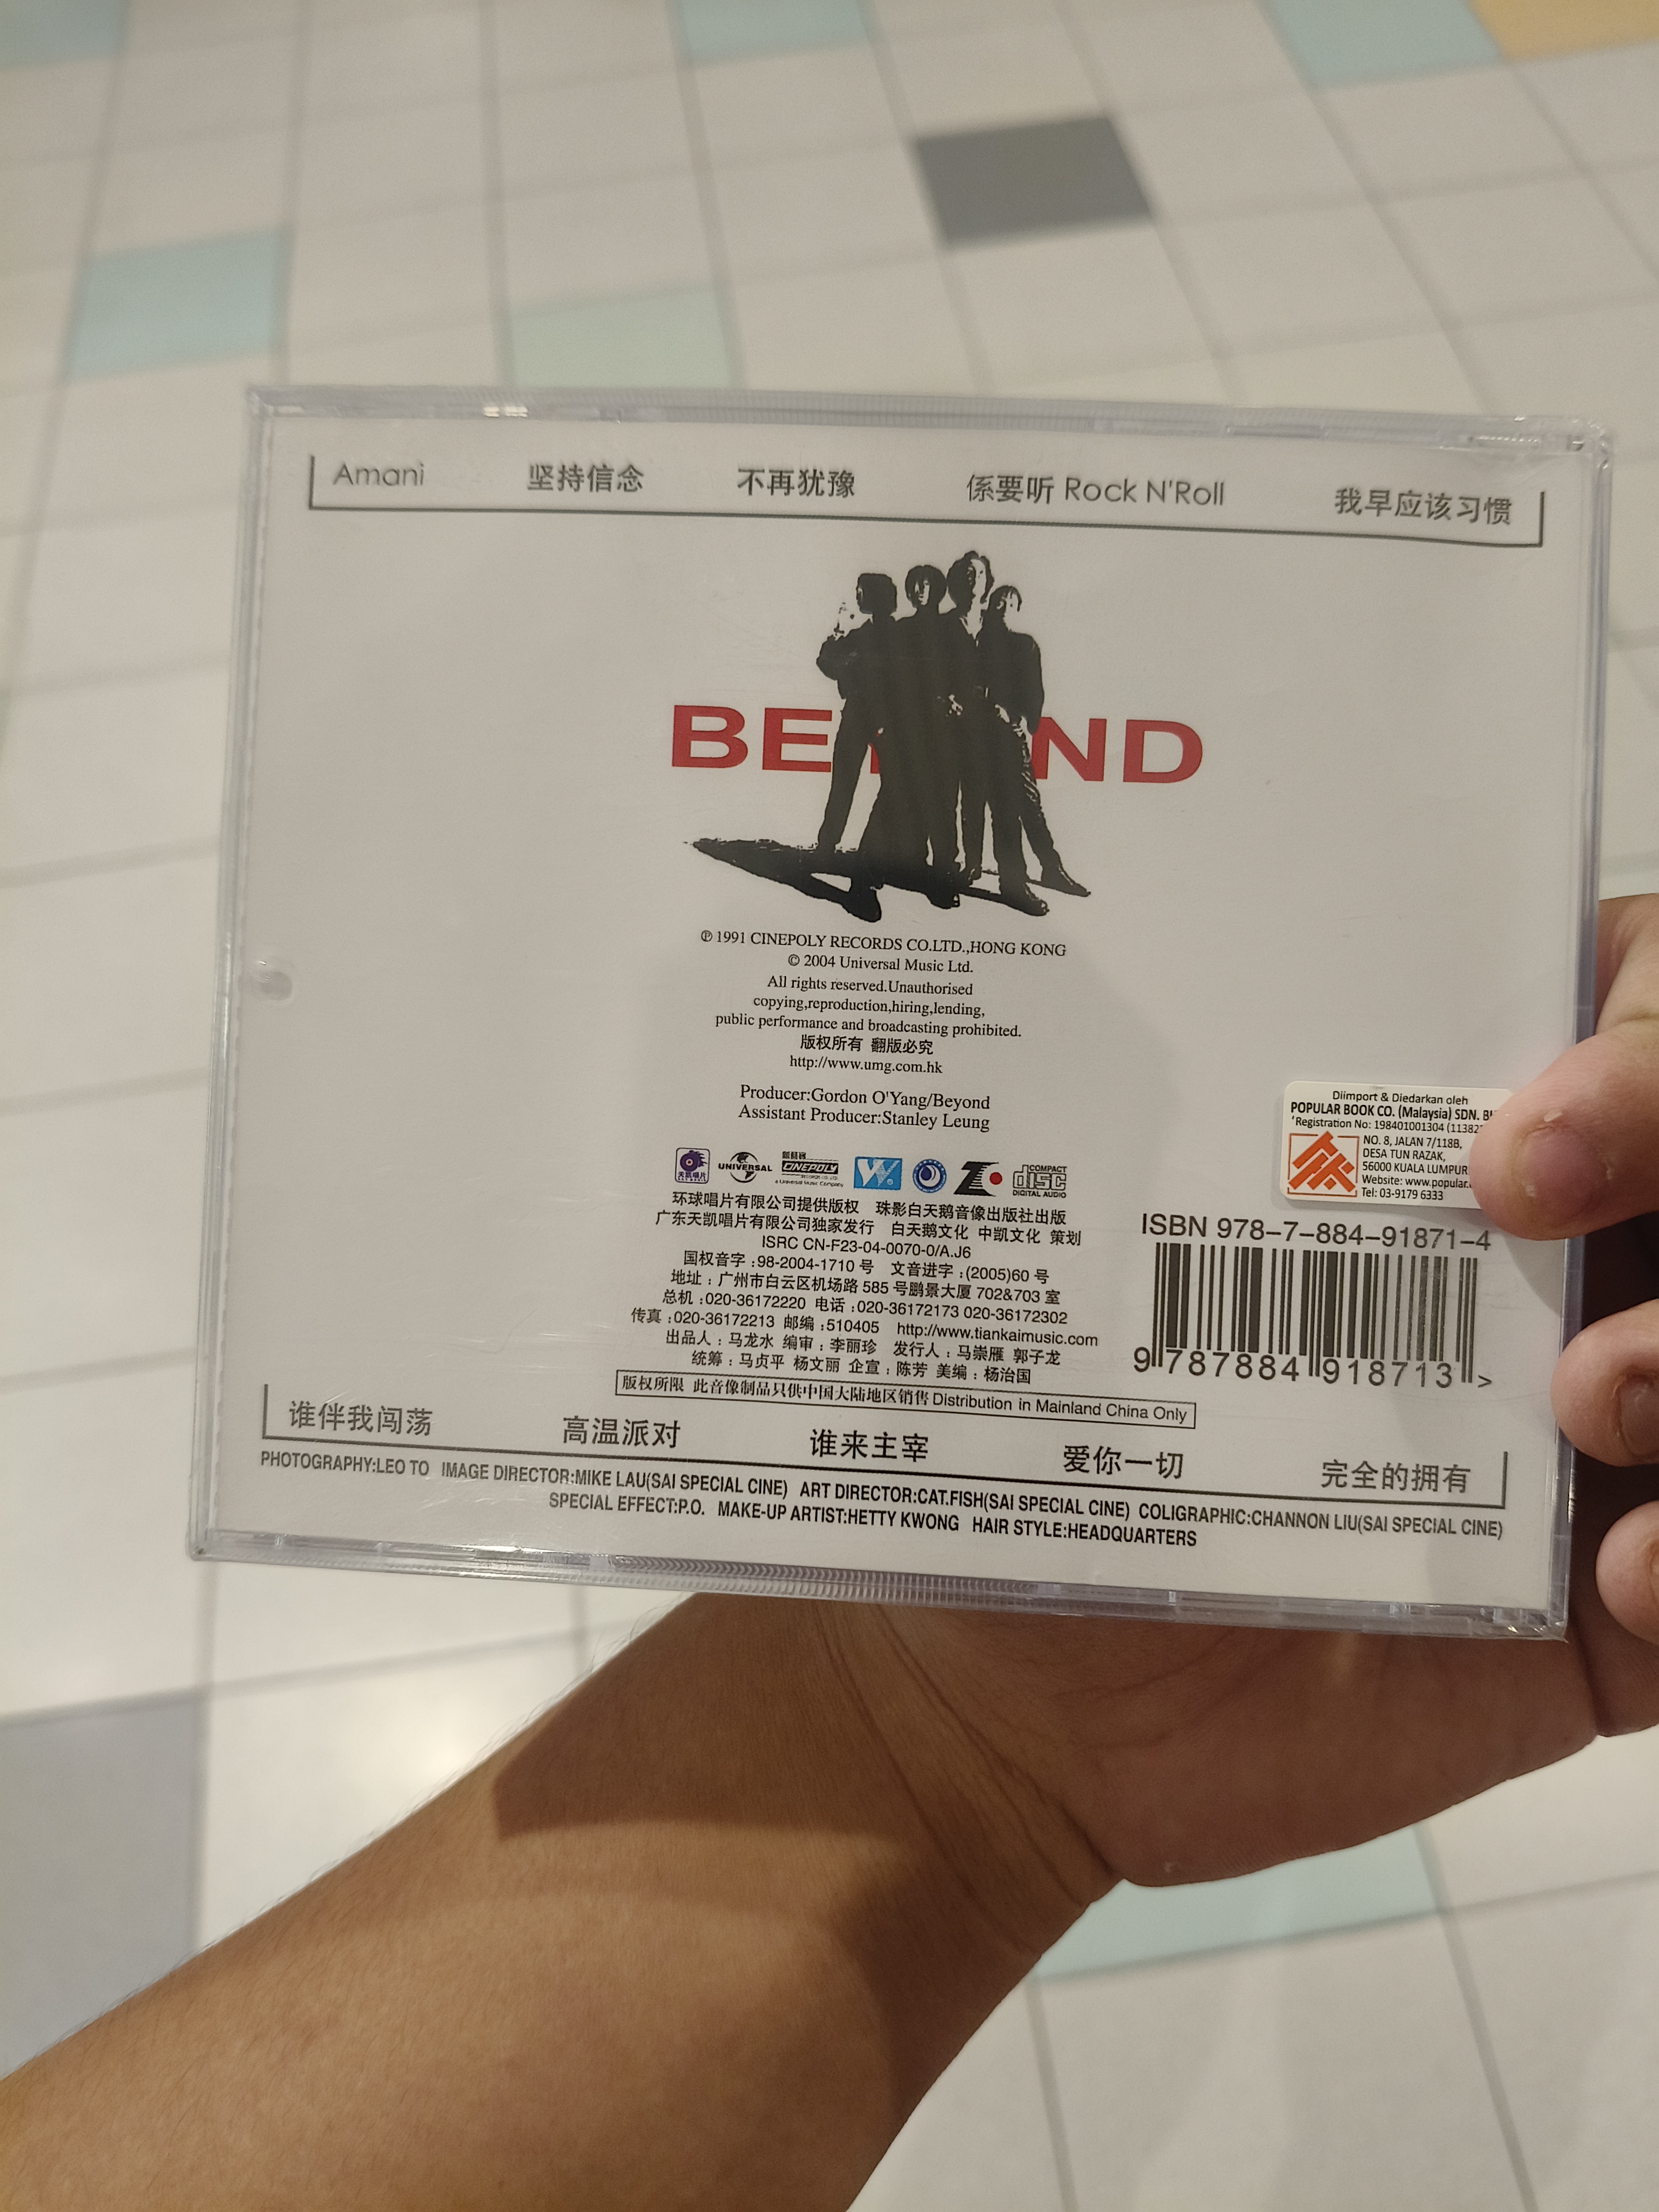 Amani 坚持信念 不再犹豫 係要听 Rock N'Roll 我早应该习惯
BEYOND
℗ 1991 CINEPOLY RECORDS CO.LTD.,HONG KONG
© 2004 Universal Music Ltd.
All rights reserved.Unauthorised
copying,reproduction,hiring,lending,
public performance and broadcasting prohibited.
版权所有 翻版必究
http://www.umg.com.hk
Producer:Gordon O'Yang/Beyond
Assistant Producer:Stanley Leung
天凯唱片 UNIVERSAL CINEPOLY a Universal Music Company COMPACT disc DIGITAL AUDIO
环球唱片有限公司提供版权 珠影白天鹅音像出版社出版
广东天凯唱片有限公司独家发行 白天鹅文化 中凯文化 策划
ISRC CN-F23-04-0070-0/A.J6
国权音字:98-2004-1710 号 文音进字:(2005)60 号
地址：广州市白云区机场路 585 号鹏景大厦 702&703 室
总机:020-36172220 电话:020-36172173 020-36172302
传真:020-36172213 邮编:510405 http://www.tiankaimusic.com
出品人：马龙水 编审：李丽珍 发行人：马崇雁 郭子龙
统筹：马贞平 杨文丽 企宣：陈芳 美编：杨治国
版权所限 此音像制品只供中国大陆地区销售 Distribution in Mainland China Only
Diimport & Diedarkan oleh
POPULAR BOOK CO. (Malaysia) SDN.
Registration No: 198401001304
NO. 8, JALAN 7/118B,
DESA TUN RAZAK,
56000 KUALA LUMPUR
Website: www.popular.
Tel: 03-9179 6333
ISBN 978-7-884-91871-4
9 787884 918713 >
谁伴我闯荡 高温派对 谁来主宰 爱你一切 完全的拥有
PHOTOGRAPHY:LEO TO IMAGE DIRECTOR:MIKE LAU(SAI SPECIAL CINE) ART DIRECTOR:CAT.FISH(SAI SPECIAL CINE) COLIGRAPHIC:CHANNON LIU(SAI SPECIAL CINE)
SPECIAL EFFECT:P.O. MAKE-UP ARTIST:HETTY KWONG HAIR STYLE:HEADQUARTERS